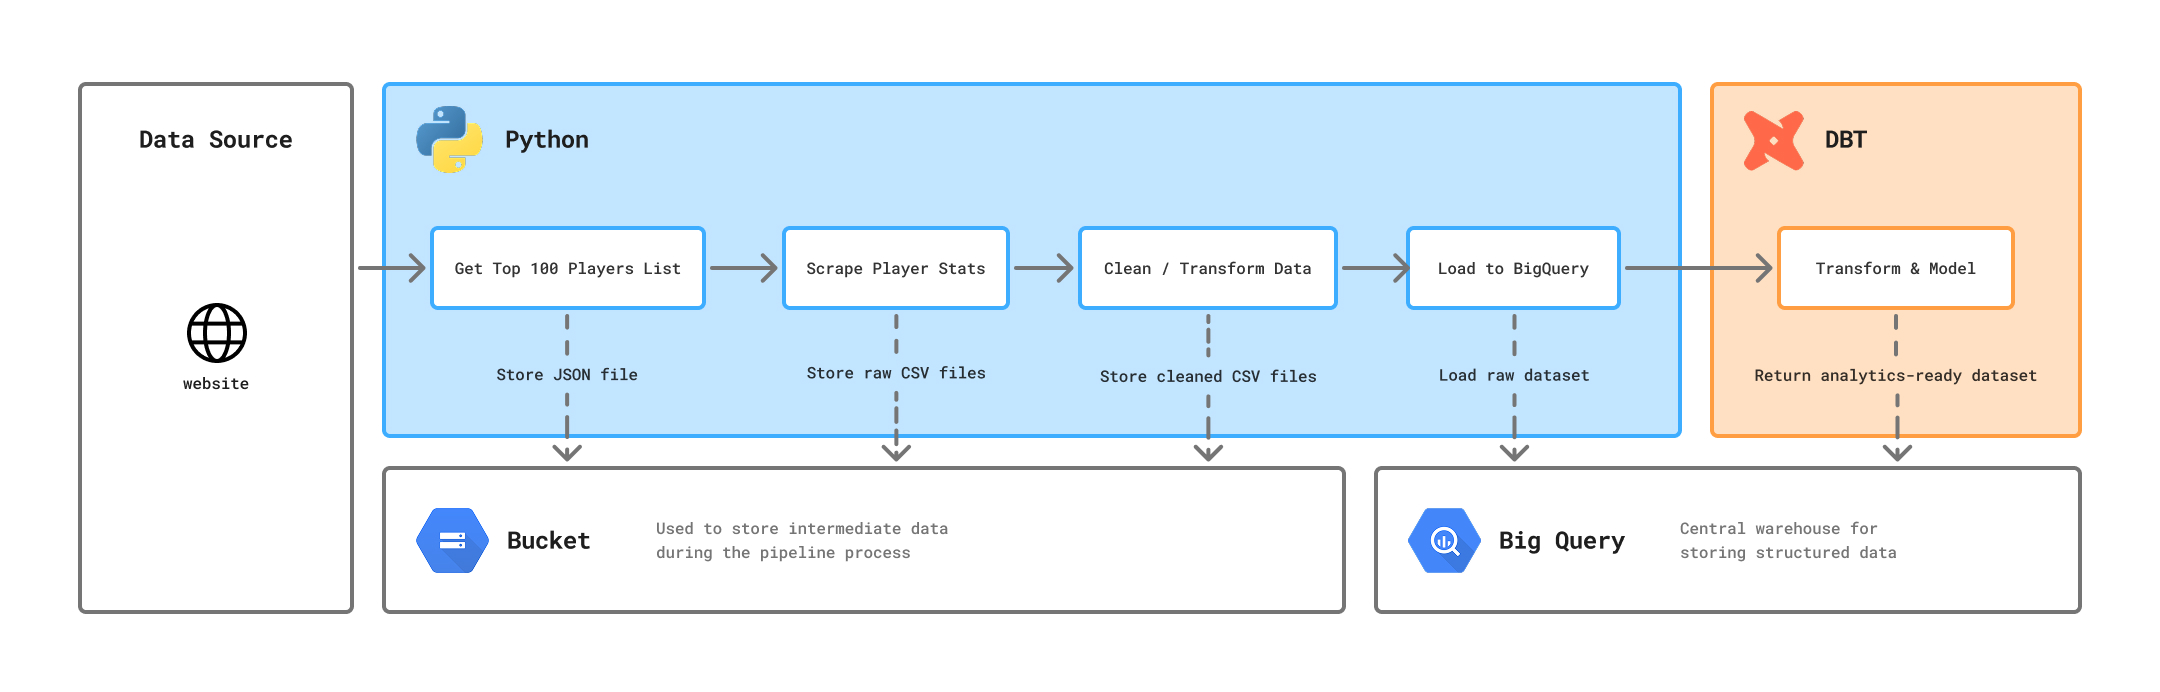 Data Source
website
Python
Get Top 100 Players List
Scrape Player Stats
Clean / Transform Data
Load to BigQuery
Store JSON file
Store raw CSV files
Store cleaned CSV files
Load raw dataset
DBT
Transform & Model
Return analytics-ready dataset
Bucket
Used to store intermediate data
during the pipeline process
Big Query
Central warehouse for
storing structured data